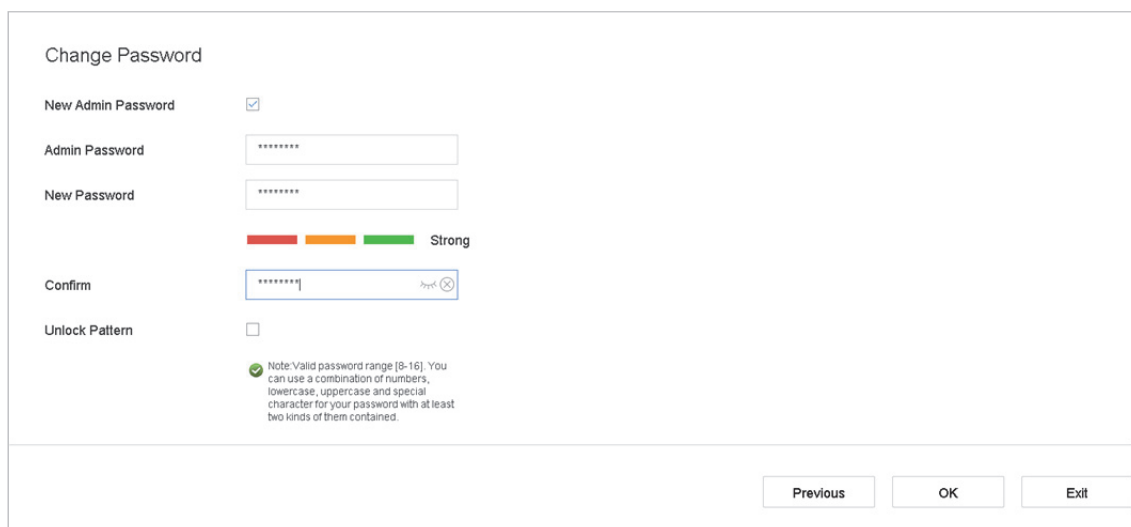 Change Password
New Admin Password
Admin Password ********
New Password ********
Strong
Confirm ********
Unlock Pattern
Note:Valid password range [8-16]. You
can use a combination of numbers,
lowercase, uppercase and special
character for your password with at least
two kinds of them contained.
Previous OK Exit